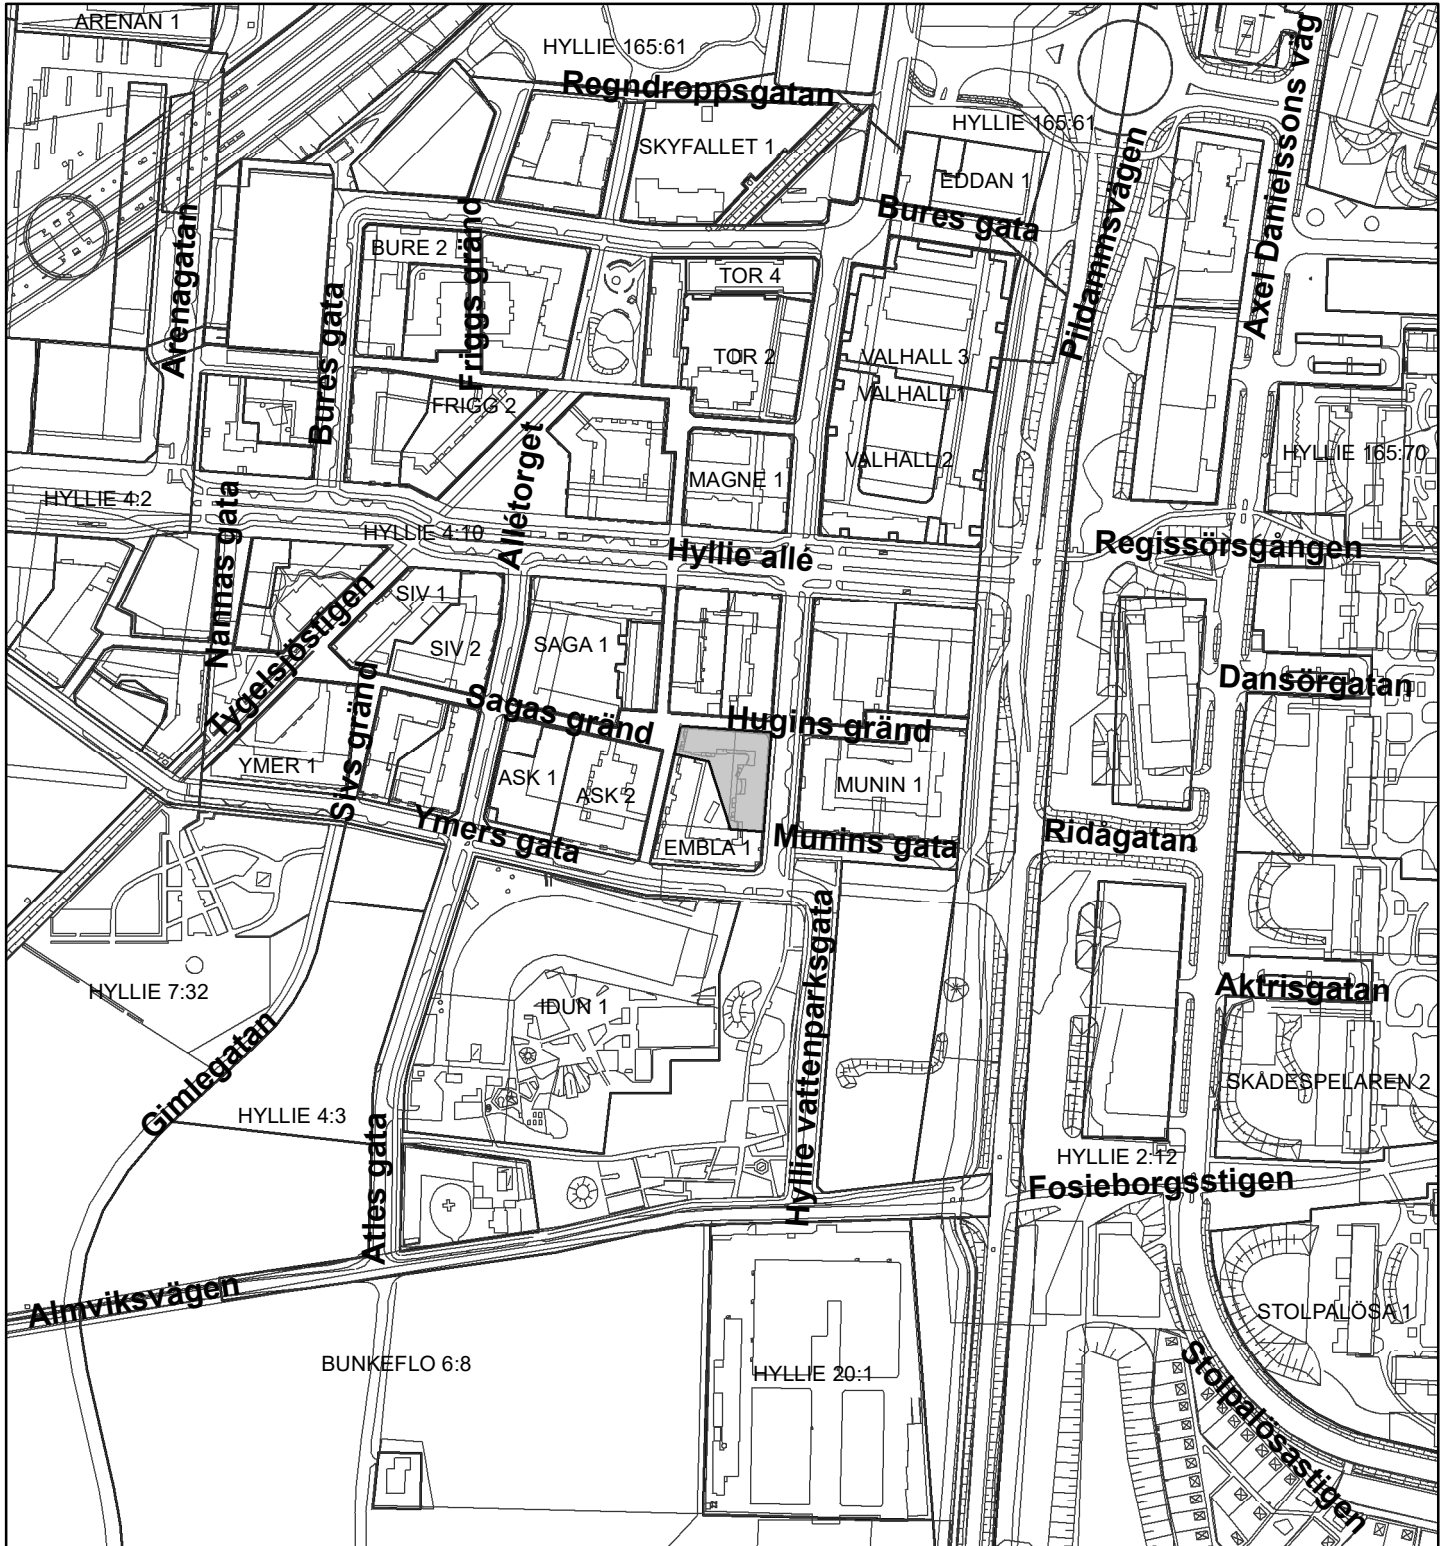 ARENAN 1
HYLLIE 165:61
Regndroppsgatan
Axel Danielssons väg
HYLLIE 165:61
SKYFALLET 1
EDDAN 1
Pildammsvägen
Bures gata
Arenagatan
BURE 2
Friggs gränd
TOR 4
Bures gata
TOR 2
VALHALL 3
VALHALL 1
FRIGG 2
Allétorget
VALHALL 2
HYLLIE 165:70
MAGNE 1
HYLLIE 4:2
HYLLIE 4:10
Nannas gata
Hyllie allé
Regissörsgången
SIV 1
Tygelsjöstigen
SIV 2
SAGA 1
Dansörgatan
Sagas gränd
Hugins gränd
Sivs gränd
YMER 1
ASK 1
ASK 2
MUNIN 1
Ymers gata
EMBLA 1
Munins gata
Ridågatan
HYLLIE 7:32
IDUN 1
Hyllie vattenparksgata
Aktrisgatan
Gimlegatan
SKÅDESPELAREN 2
HYLLIE 4:3
Atles gata
HYLLIE 2:12
Fosieborgsstigen
Almviksvägen
STOLPALÖSA 1
BUNKEFLO 6:8
HYLLIE 20:1
Stolpalösastigen